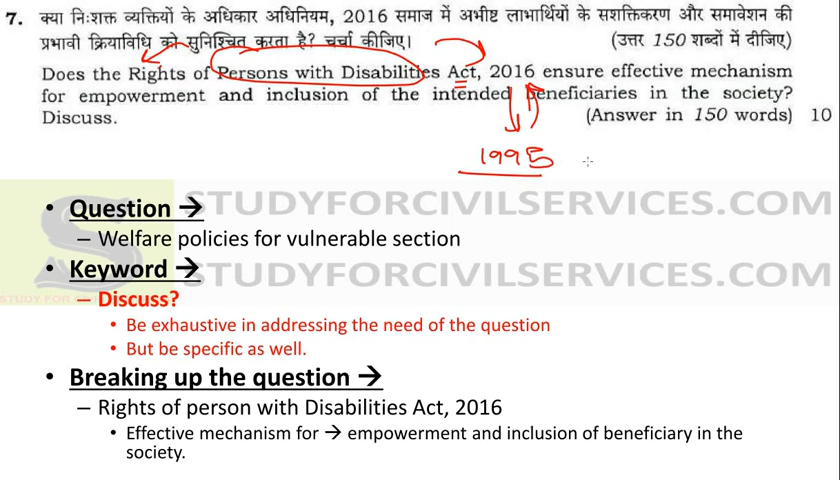 7. क्या निःशक्त व्यक्तियों के अधिकार अधिनियम, 2016 समाज में अभीष्ट लाभार्थियों के सशक्तिकरण और समावेशन की
प्रभावी क्रियाविधि को सुनिश्चित करता है? चर्चा कीजिए। (उत्तर 150 शब्दों में दीजिए)
Does the Rights of Persons with Disabilities Act, 2016 ensure effective mechanism
for empowerment and inclusion of the intended beneficiaries in the society?
Discuss. (Answer in 150 words) 10
1995
STUDYFORCIVILSERVICES.COM
• Question →
– Welfare policies for vulnerable section
• Keyword →
STUDYFORCIVILSERVICES.COM
– Discuss?
• Be exhaustive in addressing the need of the question
• But be specific as well.
• Breaking up the question →
– Rights of person with Disabilities Act, 2016
• Effective mechanism for → empowerment and inclusion of beneficiary in the
society.